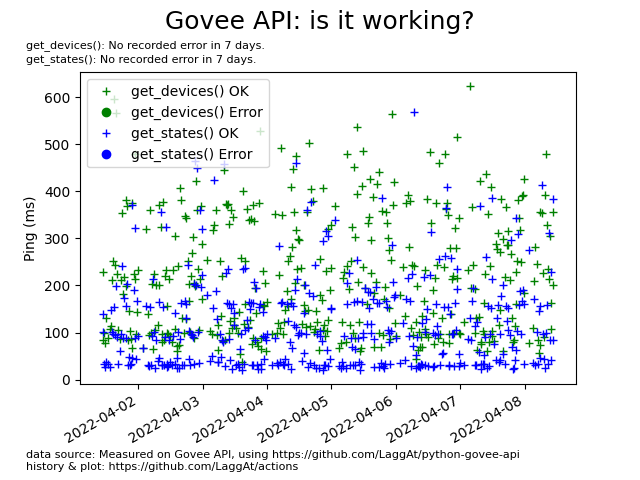 Govee API: is it working?
get_devices(): No recorded error in 7 days.
get_states(): No recorded error in 7 days.
get_devices() OK
get_devices() Error
get_states() OK
get_states() Error
Ping (ms)
600
500
400
300
200
100
0
2022-04-02
2022-04-03
2022-04-04
2022-04-05
2022-04-06
2022-04-07
2022-04-08
data source: Measured on Govee API, using https://github.com/LaggAt/python-govee-api
history & plot: https://github.com/LaggAt/actions